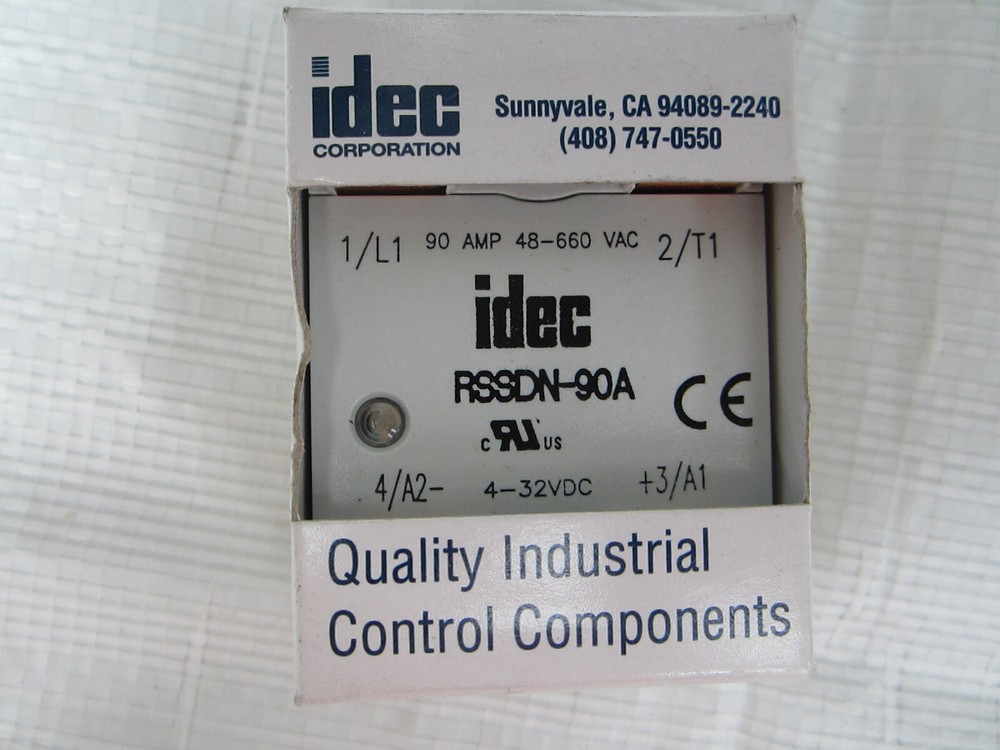 idec
CORPORATION
Sunnyvale, CA 94089-2240
(408) 747-0550
1/L1 90 AMP 48-660 VAC 2/T1
idec
RSSDN-90A
CE
c RU US
4/A2- 4-32VDC +3/A1
Quality Industrial
Control Components